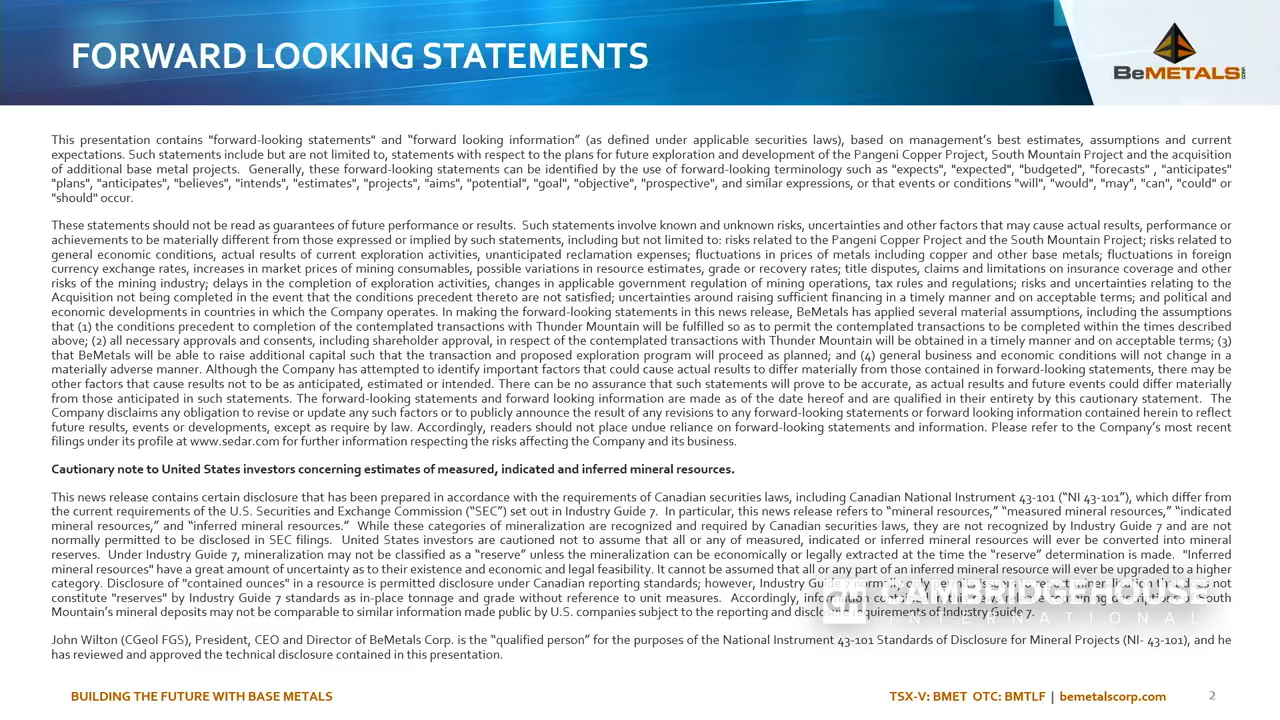 FORWARD LOOKING STATEMENTS
BeMETALS CORP
This presentation contains "forward-looking statements" and “forward looking information” (as defined under applicable securities laws), based on management’s best estimates, assumptions and current
expectations. Such statements include but are not limited to, statements with respect to the plans for future exploration and development of the Pangeni Copper Project, South Mountain Project and the acquisition
of additional base metal projects. Generally, these forward-looking statements can be identified by the use of forward-looking terminology such as "expects", "expected", "budgeted", "forecasts" , "anticipates"
"plans", "anticipates", "believes", "intends", "estimates", "projects", "aims", "potential", "goal", "objective", "prospective", and similar expressions, or that events or conditions "will", "would", "may", "can", "could" or
"should" occur.
These statements should not be read as guarantees of future performance or results. Such statements involve known and unknown risks, uncertainties and other factors that may cause actual results, performance or
achievements to be materially different from those expressed or implied by such statements, including but not limited to: risks related to the Pangeni Copper Project and the South Mountain Project; risks related to
general economic conditions, actual results of current exploration activities, unanticipated reclamation expenses; fluctuations in prices of metals including copper and other base metals; fluctuations in foreign
currency exchange rates, increases in market prices of mining consumables, possible variations in resource estimates, grade or recovery rates; title disputes, claims and limitations on insurance coverage and other
risks of the mining industry; delays in the completion of exploration activities, changes in applicable government regulation of mining operations, tax rules and regulations; risks and uncertainties relating to the
Acquisition not being completed in the event that the conditions precedent thereto are not satisfied; uncertainties around raising sufficient financing in a timely manner and on acceptable terms; and political and
economic developments in countries in which the Company operates. In making the forward-looking statements in this news release, BeMetals has applied several material assumptions, including the assumptions
that (1) the conditions precedent to completion of the contemplated transactions with Thunder Mountain will be fulfilled so as to permit the contemplated transactions to be completed within the times described
above; (2) all necessary approvals and consents, including shareholder approval, in respect of the contemplated transactions with Thunder Mountain will be obtained in a timely manner and on acceptable terms; (3)
that BeMetals will be able to raise additional capital such that the transaction and proposed exploration program will proceed as planned; and (4) general business and economic conditions will not change in a
materially adverse manner. Although the Company has attempted to identify important factors that could cause actual results to differ materially from those contained in forward-looking statements, there may be
other factors that cause results not to be as anticipated, estimated or intended. There can be no assurance that such statements will prove to be accurate, as actual results and future events could differ materially
from those anticipated in such statements. The forward-looking statements and forward looking information are made as of the date hereof and are qualified in their entirety by this cautionary statement. The
Company disclaims any obligation to revise or update any such factors or to publicly announce the result of any revisions to any forward-looking statements or forward looking information contained herein to reflect
future results, events or developments, except as require by law. Accordingly, readers should not place undue reliance on forward-looking statements and information. Please refer to the Company’s most recent
filings under its profile at www.sedar.com for further information respecting the risks affecting the Company and its business.
Cautionary note to United States investors concerning estimates of measured, indicated and inferred mineral resources.
This news release contains certain disclosure that has been prepared in accordance with the requirements of Canadian securities laws, including Canadian National Instrument 43-101 (“NI 43-101”), which differ from
the current requirements of the U.S. Securities and Exchange Commission (“SEC”) set out in Industry Guide 7. In particular, this news release refers to “mineral resources,” “measured mineral resources,” “indicated
mineral resources,” and “inferred mineral resources.” While these categories of mineralization are recognized and required by Canadian securities laws, they are not recognized by Industry Guide 7 and are not
normally permitted to be disclosed in SEC filings. United States investors are cautioned not to assume that all or any of measured, indicated or inferred mineral resources will ever be converted into mineral
reserves. Under Industry Guide 7, mineralization may not be classified as a “reserve” unless the mineralization can be economically or legally extracted at the time the “reserve” determination is made. "Inferred
mineral resources" have a great amount of uncertainty as to their existence and economic and legal feasibility. It cannot be assumed that all or any part of an inferred mineral resource will ever be upgraded to a higher
category. Disclosure of "contained ounces" in a resource is permitted disclosure under Canadian reporting standards; however, Industry Guide 7 normally only not
constitute "reserves" by Industry Guide 7 standards as in-place tonnage and grade without reference to unit measures. Accordingly, South
Mountain’s mineral deposits may not be comparable to similar information made public by U.S. companies subject to the reporting and disclosure requirements of Industry Guide 7.
CAMBRIDGE HOUSE
INTERNATIONAL
John Wilton (CGeol FGS), President, CEO and Director of BeMetals Corp. is the “qualified person” for the purposes of the National Instrument 43-101 Standards of Disclosure for Mineral Projects (NI- 43-101), and he
has reviewed and approved the technical disclosure contained in this presentation.
BUILDING THE FUTURE WITH BASE METALS
TSX-V: BMET OTC: BMTLF | bemetalscorp.com
2